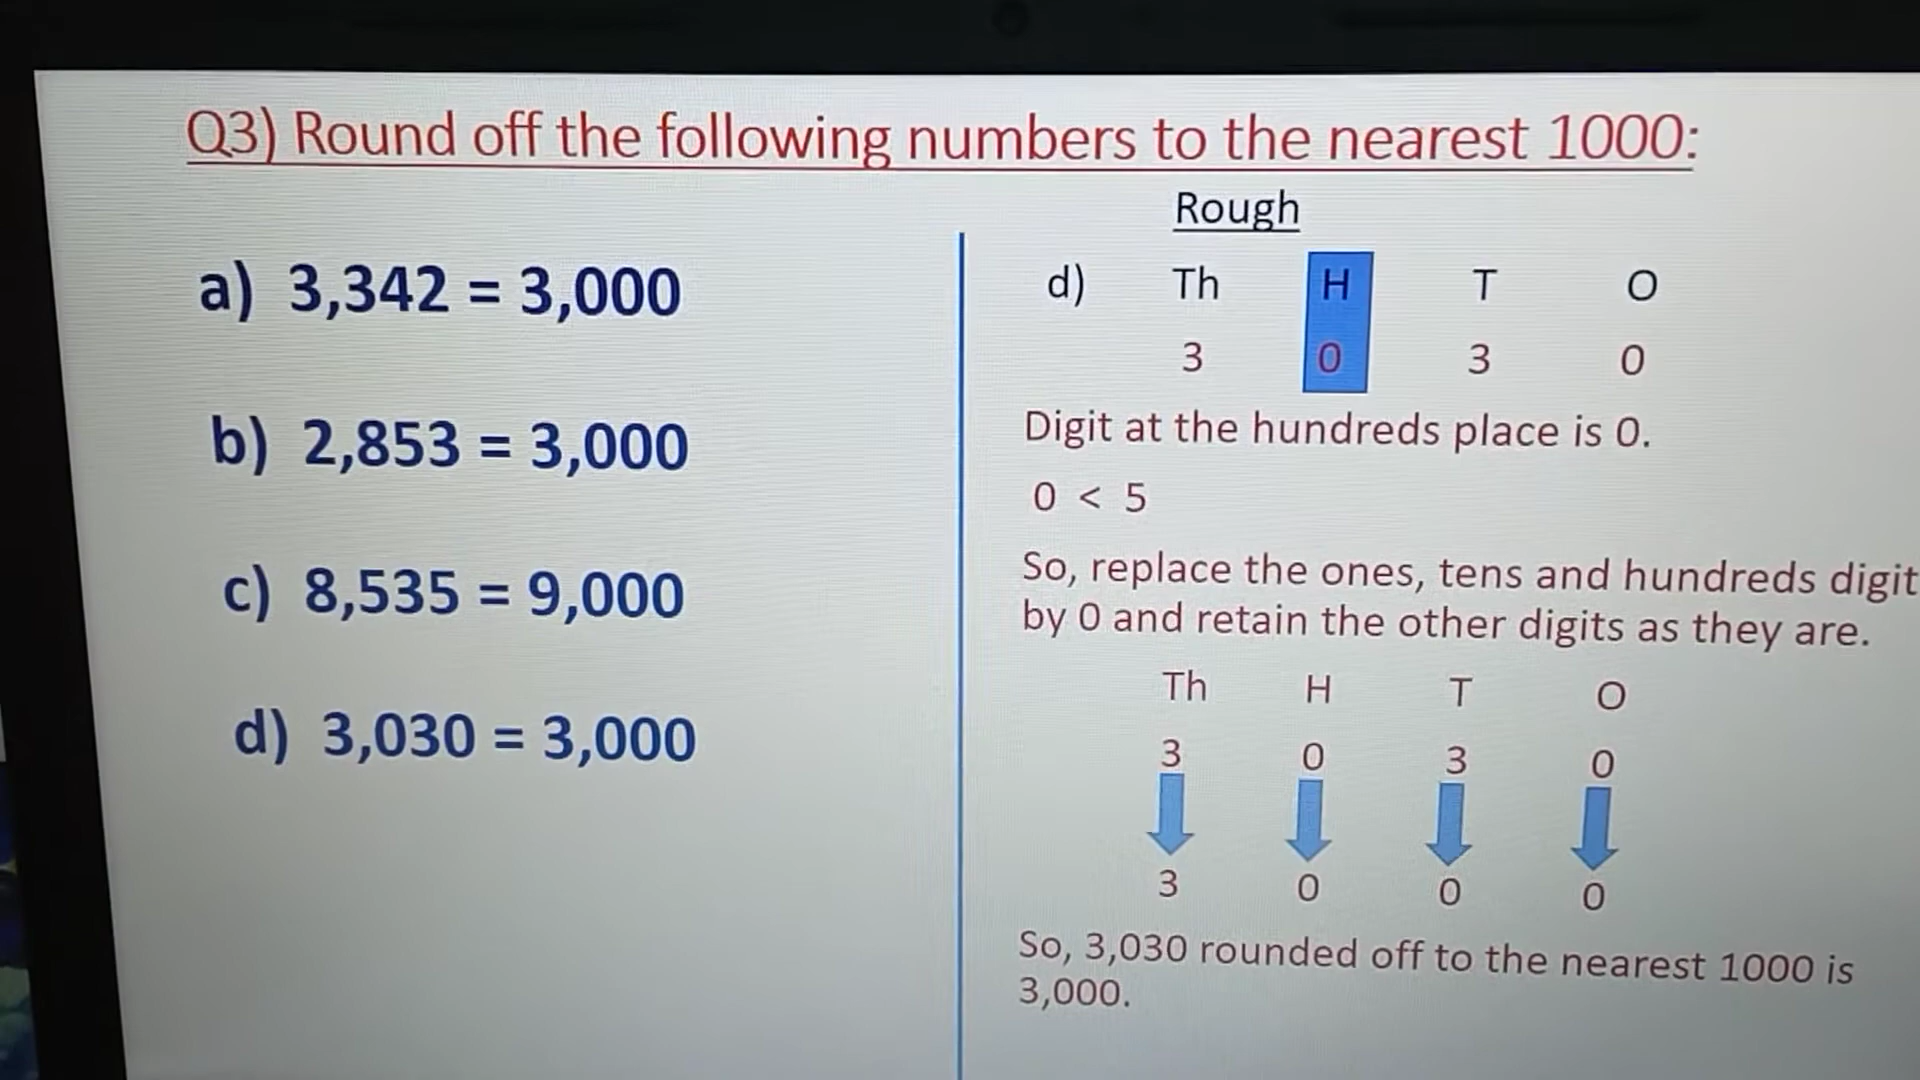 Q3) Round off the following numbers to the nearest 1000:
a) 3,342 = 3,000
b) 2,853 = 3,000
c) 8,535 = 9,000
d) 3,030 = 3,000
Rough
d) Th H T O
3 0 3 0
Digit at the hundreds place is 0.
0 < 5
So, replace the ones, tens and hundreds digit
by 0 and retain the other digits as they are.
Th H T O
3 0 3 0
3 0 0 0
So, 3,030 rounded off to the nearest 1000 is
3,000.